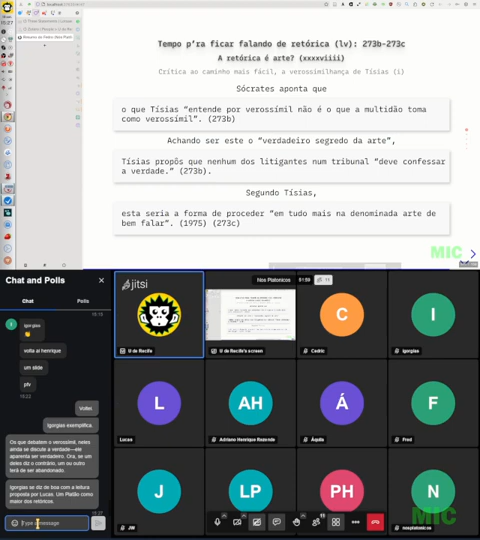 Tempo p'ra ficar falando de retórica (lv): 273b-273c
A retórica é arte? (xxxxviiii)
Crítica ao caminho mais fácil, a verossimilhança de Tísias (i)
Sócrates aponta que
o que Tísias “entende por verossímil não é o que a multidão toma
como verossímil”. (273b)
Achando ser este o “verdadeiro segredo da arte”,
Tísias propôs que nenhum dos litigantes num tribunal “deve confessar
a verdade.” (273b).
Segundo Tísias,
esta seria a forma de proceder “em tudo mais na denominada arte de
bem falar”. (1975) (273c)
MIC
Chat and Polls
Chat
Polls
igorgias
volta ai henrique
um slide
ptv
Voltei
Igorgias exemplifica.
Os que debatem o verossímil, neles
ainda se discute a verdade—ele
aparenta ser verdadeiro. Ora, se um
deles diz o contrário, um ou outro
terá de ser abandonado.
Igorgias se diz de boa com a leitura
proposta por Lucas. Um Platão como
maior dos retóricos.
Type a message
jitsi
Nos Platonicos
U de Recife
U de Recife's screen
C
Cedric
I
igorgias
L
Lucas
AH
Adriano Henrique Rezende
Á
Áquila
F
Fred
J
JW
LP
PH
N
nosplatonicos
MIC